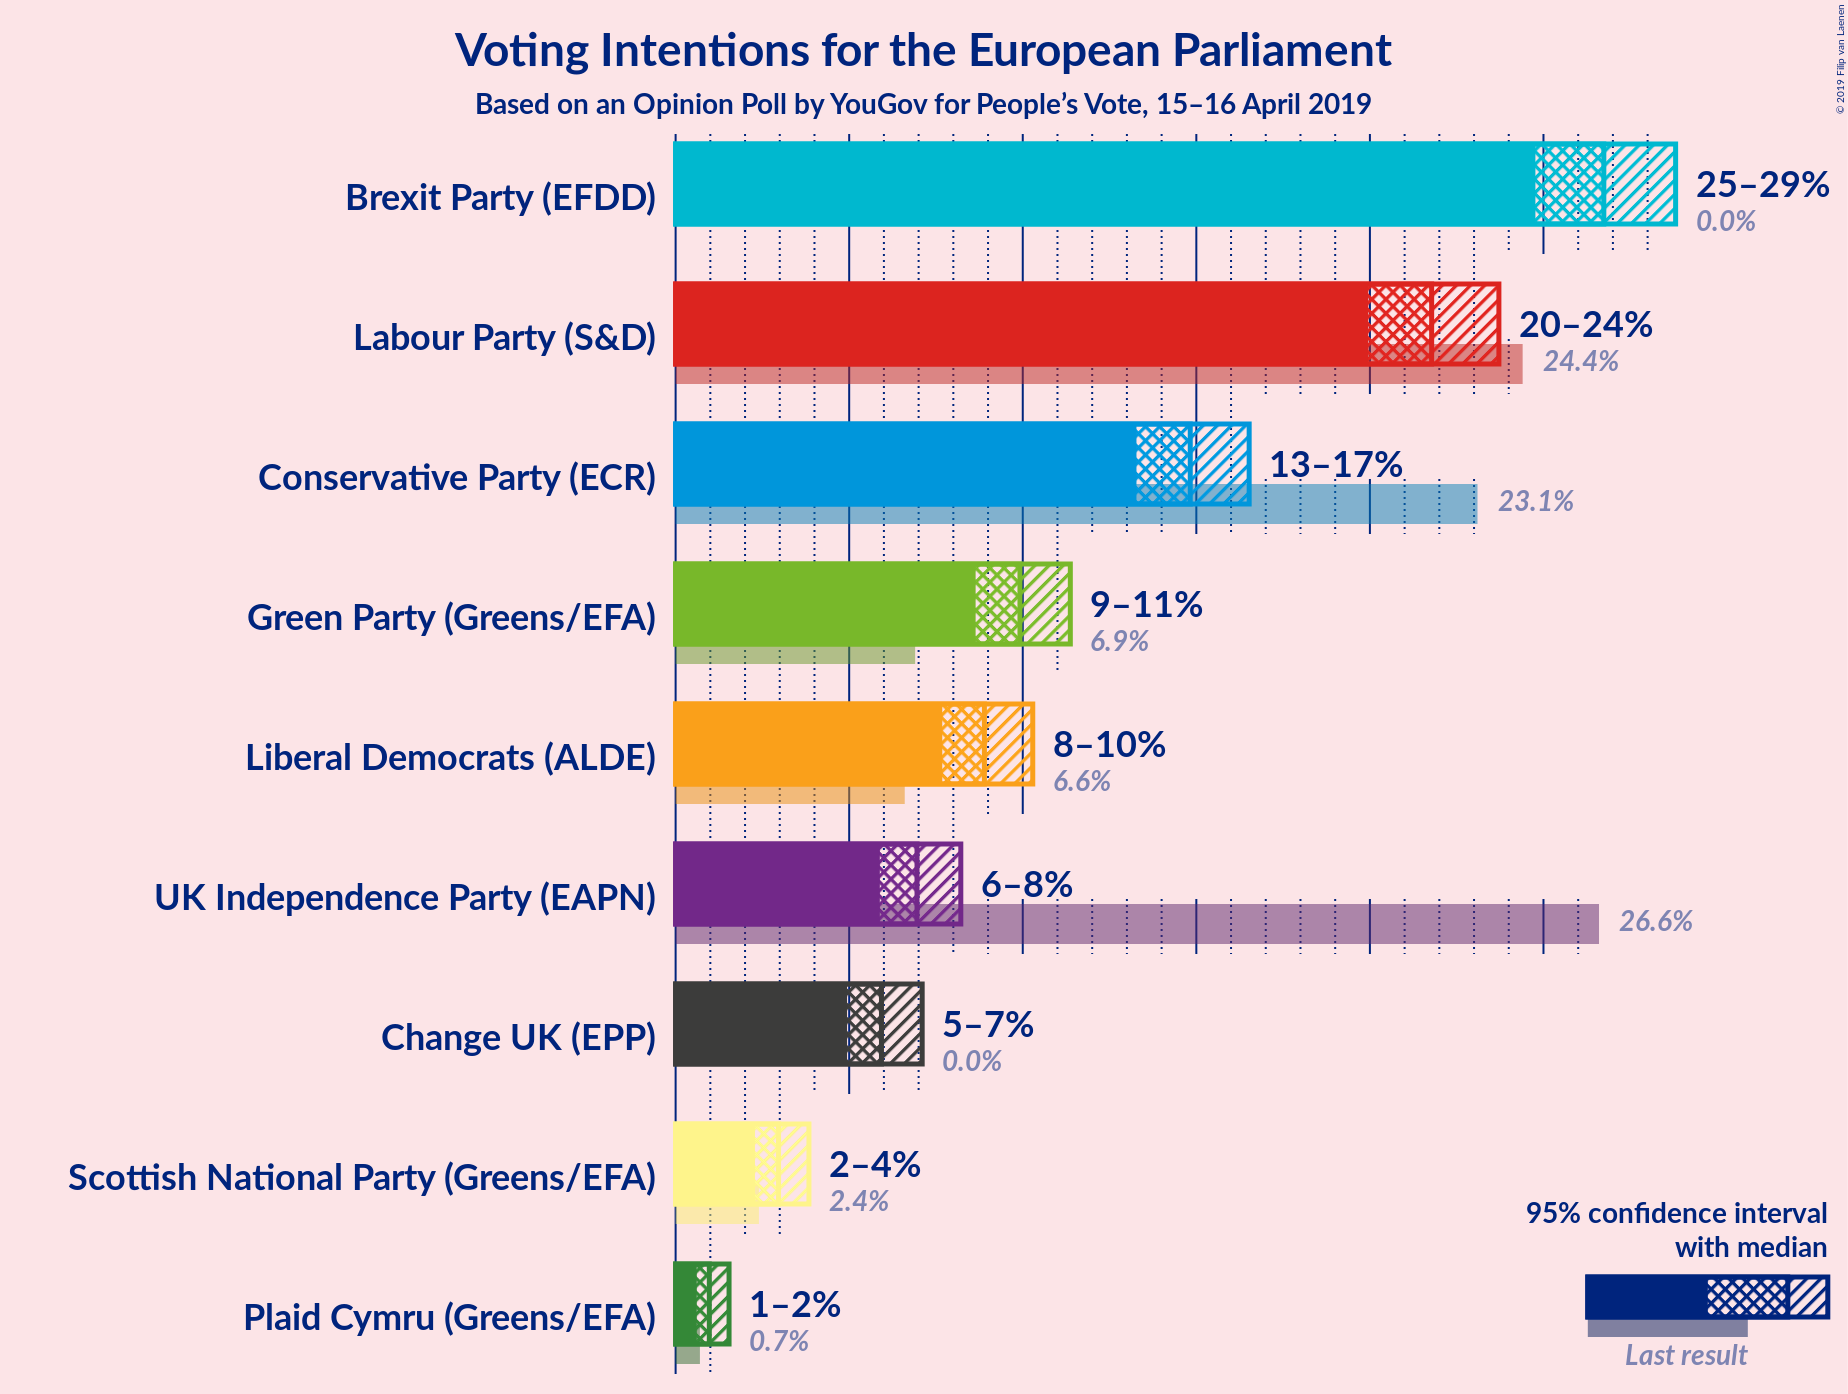 Voting Intentions for the European Parliament
Based on an Opinion Poll by YouGov for People’s Vote, 15–16 April 2019
© 2019 Filip van Laenen
Brexit Party (EFDD)
25–29%
0.0%
Labour Party (S&D)
20–24%
24.4%
Conservative Party (ECR)
13–17%
23.1%
Green Party (Greens/EFA)
9–11%
6.9%
Liberal Democrats (ALDE)
8–10%
6.6%
UK Independence Party (EAPN)
6–8%
26.6%
Change UK (EPP)
5–7%
0.0%
Scottish National Party (Greens/EFA)
2–4%
2.4%
Plaid Cymru (Greens/EFA)
1–2%
0.7%
95% confidence interval
with median
Last result